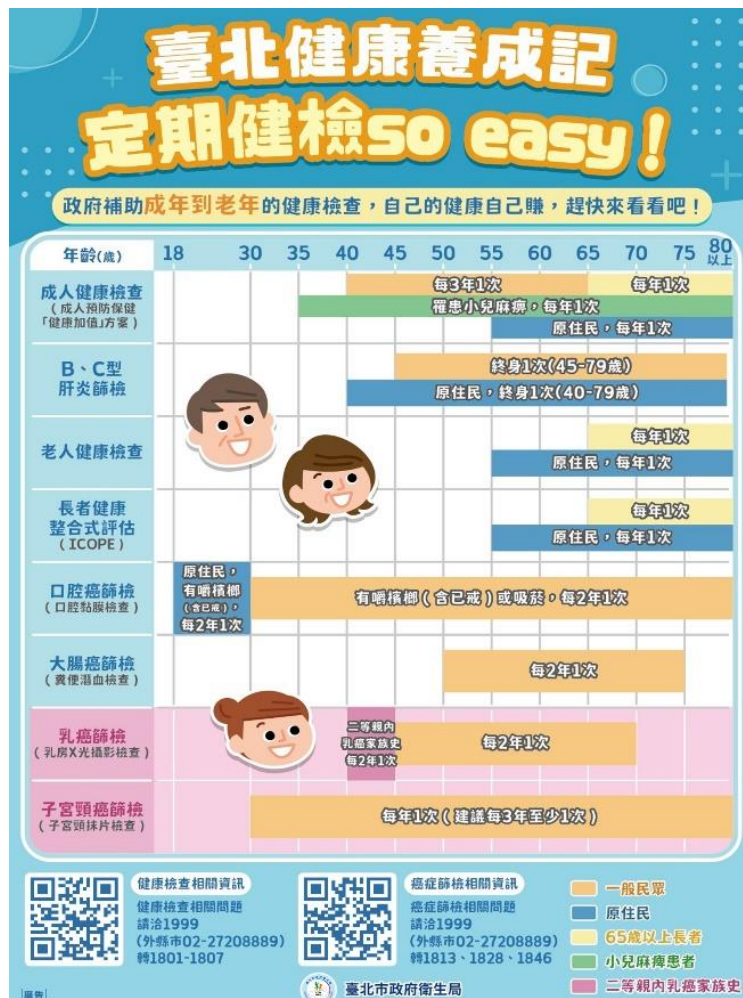 臺北健康養成記
定期健檢so easy！
政府補助成年到老年的健康檢查，自己的健康自己賺，趕快來看看吧！
年齡(歲) 18 30 35 40 45 50 55 60 65 70 75 80以上
成人健康檢查
(成人預防保健
「健康加值」方案)
每3年1次
每年1次
罹患小兒麻痹，每年1次
原住民，每年1次
B、C型
肝炎篩檢
終身1次(45-79歲)
原住民，終身1次(40-79歲)
老人健康檢查
每年1次
原住民，每年1次
長者健康
整合式評估
(ICOPE)
每年1次
原住民，每年1次
口腔癌篩檢
(口腔黏膜檢查)
原住民，
有嚼檳榔
(含已戒)，
每2年1次
有嚼檳榔(含已戒)或吸菸，每2年1次
大腸癌篩檢
(糞便潛血檢查)
每2年1次
乳癌篩檢
(乳房X光攝影檢查)
二等親內
乳癌家族史
每2年1次
每2年1次
子宮頸癌篩檢
(子宮頸抹片檢查)
每年1次(建議每3年至少1次)
健康檢查相關資訊
健康檢查相關問題
請洽1999
(外縣市02-27208889)
轉1801-1807
癌症篩檢相關資訊
癌症篩檢相關問題
請洽1999
(外縣市02-27208889)
轉1813、1828、1846
一般民眾
原住民
65歲以上長者
小兒麻痺患者
二等親內乳癌家族史
臺北市政府衛生局
廣告